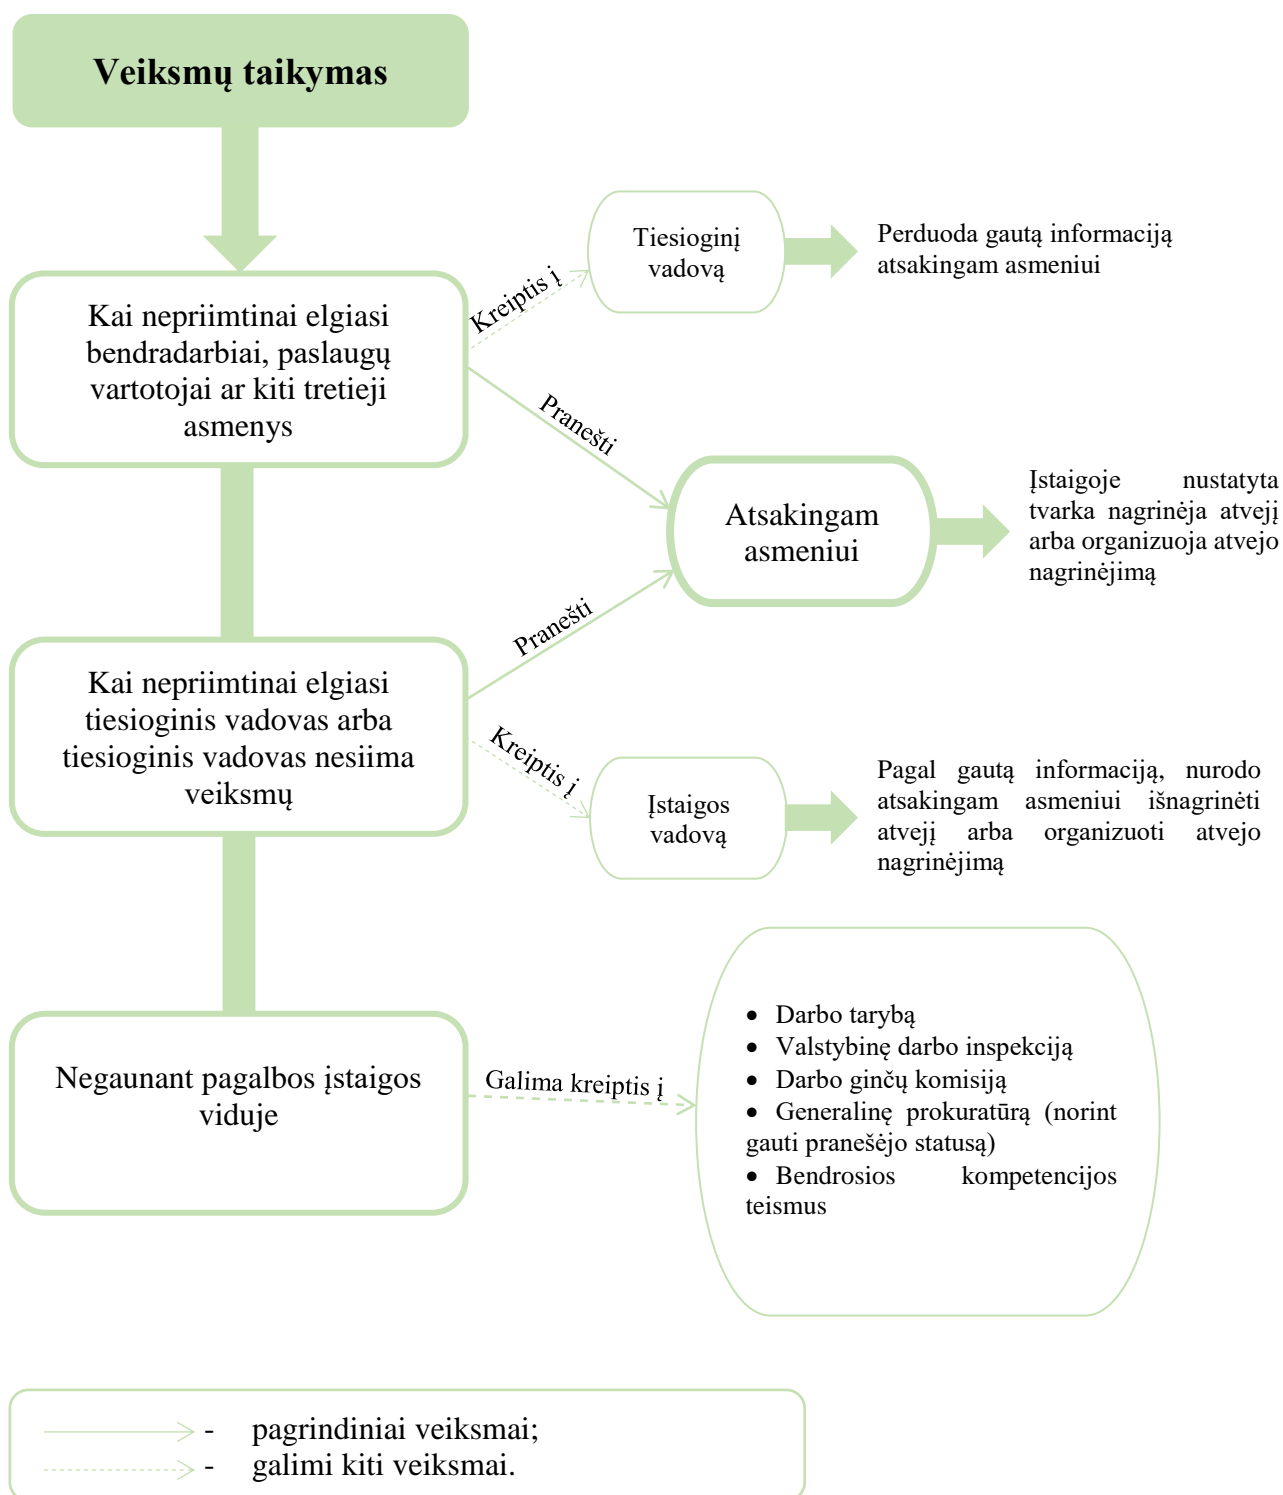 Veiksmų taikymas
Tiesioginį
vadovą
Perduoda gautą informaciją
atsakingam asmeniui
Kreiptis į
Kai nepriimtinai elgiasi
bendradarbiai, paslaugų
vartotojai ar kiti tretieji
asmenys
Pranešti
Atsakingam
asmeniui
Įstaigoje nustatyta
tvarka nagrinėja atvejį
arba organizuoja atvejo
nagrinėjimą
Pranešti
Kai nepriimtinai elgiasi
tiesioginis vadovas arba
tiesioginis vadovas nesiima
veiksmų
Kreiptis į
Įstaigos
vadovą
Pagal gautą informaciją, nurodo
atsakingam asmeniui išnagrinėti
atvejį arba organizuoti atvejo
nagrinėjimą
Negaunant pagalbos įstaigos
viduje
Galima kreiptis į
• Darbo tarybą
• Valstybinę darbo inspekciją
• Darbo ginčų komisiją
• Generalinę prokuratūrą (norint
gauti pranešėjo statusą)
• Bendrosios kompetencijos
teismus
- pagrindiniai veiksmai;
- galimi kiti veiksmai.